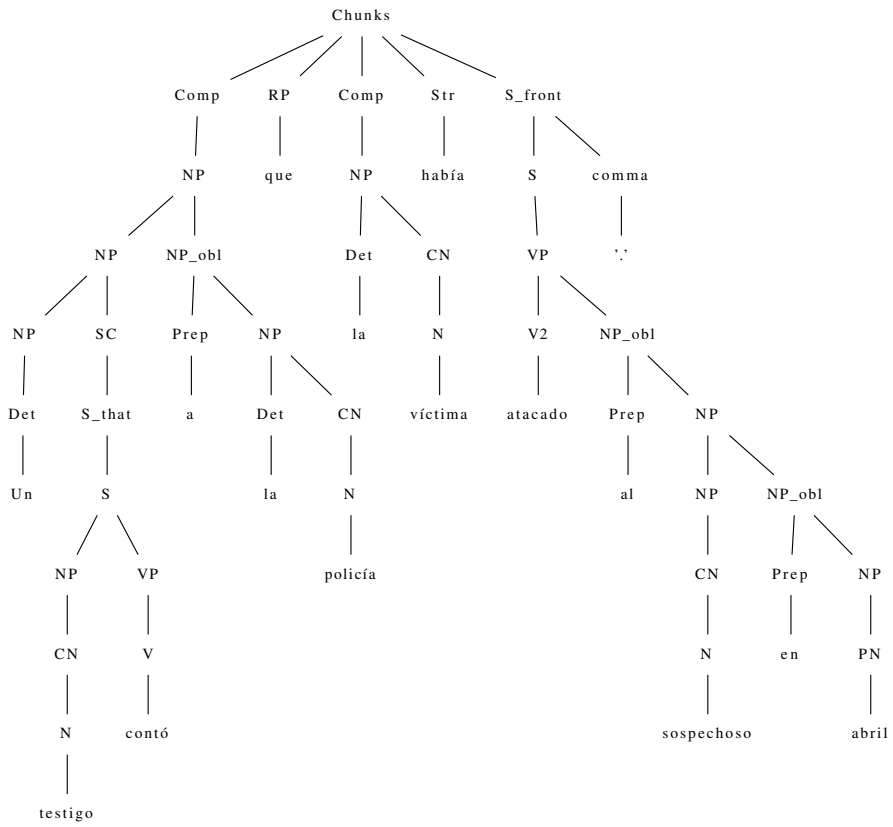 Chunks
Comp RP Comp Str S_front
NP que NP había S comma
NP NP_obl Det CN VP '.'
NP SC Prep NP la N V2 NP_obl
Det S_that a Det CN víctima atacado Prep NP
Un S la N al NP NP_obl
NP VP policía CN Prep NP
CN V N en PN
N contó sospechoso abril
testigo